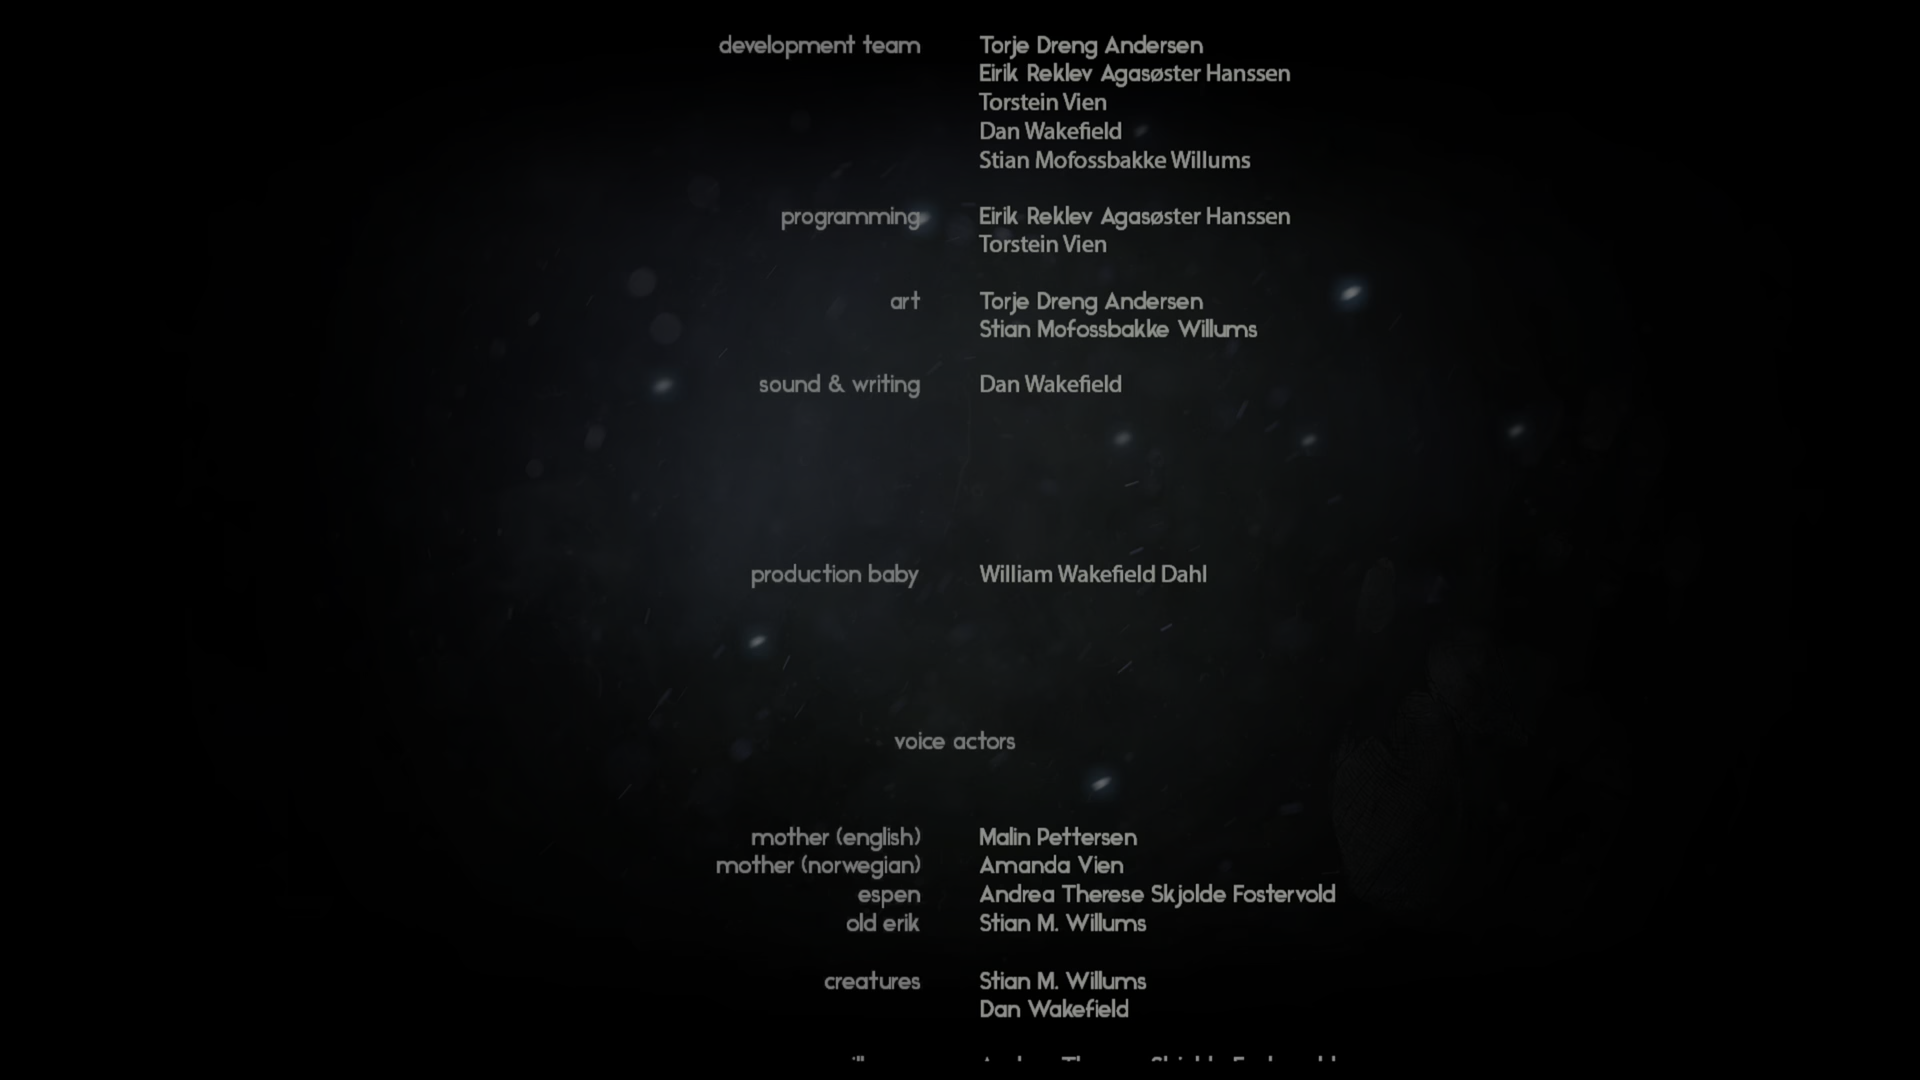 development team Torje Dreng Andersen
Eirik Reklev Agasøster Hanssen
Torstein Vien
Dan Wakefield
Stian Mofossbakke Willums
programming Eirik Reklev Agasøster Hanssen
Torstein Vien
art Torje Dreng Andersen
Stian Mofossbakke Willums
sound & writing Dan Wakefield
production baby William Wakefield Dahl
voice actors
mother (english) Malin Pettersen
mother (norwegian) Amanda Vien
espen Andrea Therese Skjolde Fostervold
old erik Stian M. Willums
creatures Stian M. Willums
Dan Wakefield